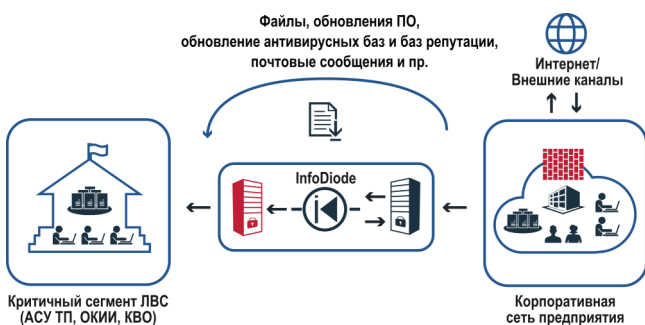 Файлы, обновления ПО,
обновление антивирусных баз и баз репутации,
почтовые сообщения и пр.
Интернет/
Внешние каналы
InfoDiode
Критичный сегмент ЛВС
(АСУ ТП, ОКИИ, КВО)
Корпоративная
сеть предприятия